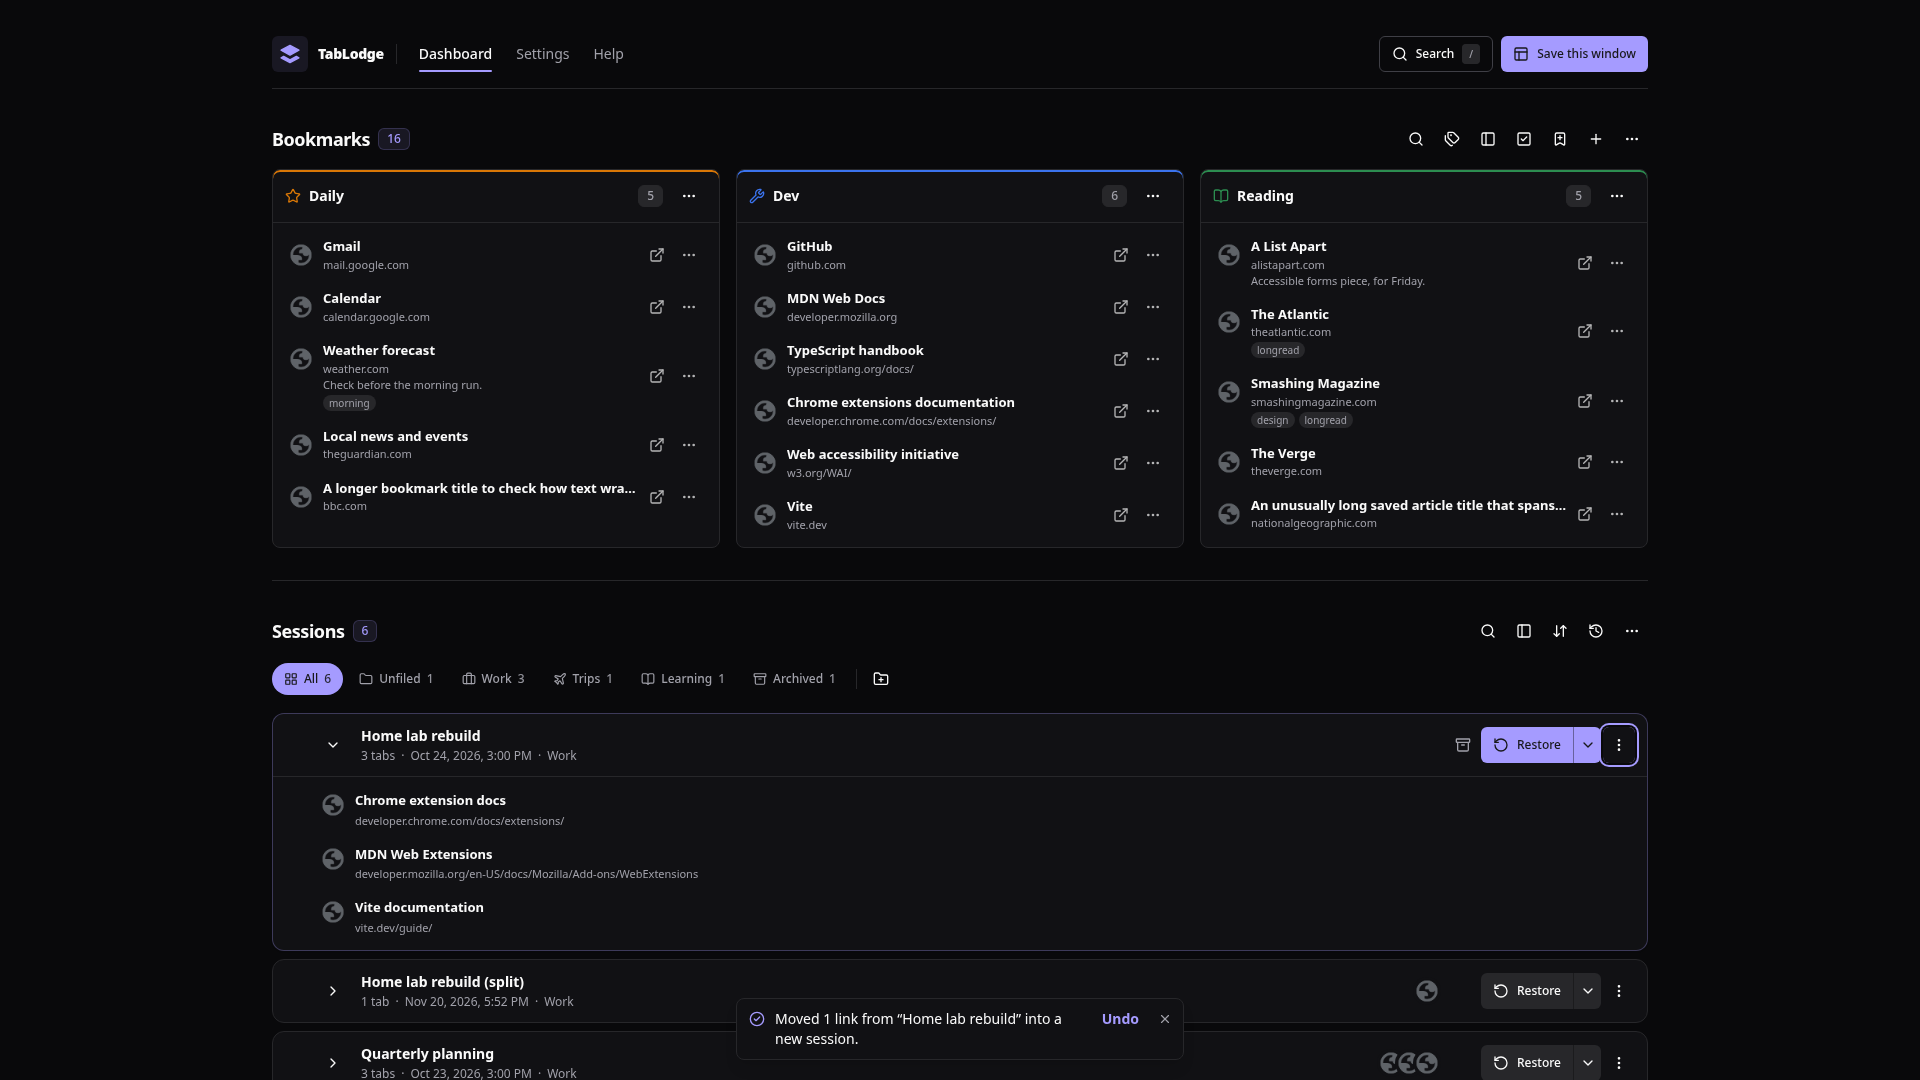 TabLodge
Dashboard
Settings
Help
Search /
Save this window
Bookmarks 16
Daily 5
Gmail
mail.google.com
Calendar
calendar.google.com
Weather forecast
weather.com
Check before the morning run.
morning
Local news and events
theguardian.com
A longer bookmark title to check how text wra...
bbc.com
Dev 6
GitHub
github.com
MDN Web Docs
developer.mozilla.org
TypeScript handbook
typescriptlang.org/docs/
Chrome extensions documentation
developer.chrome.com/docs/extensions/
Web accessibility initiative
w3.org/WAI/
Vite
vite.dev
Reading 5
A List Apart
alistapart.com
Accessible forms piece, for Friday.
The Atlantic
theatlantic.com
longread
Smashing Magazine
smashingmagazine.com
design longread
The Verge
theverge.com
An unusually long saved article title that spans...
nationalgeographic.com
Sessions 6
All 6
Unfiled 1
Work 3
Trips 1
Learning 1
Archived 1
Home lab rebuild
3 tabs · Oct 24, 2026, 3:00 PM · Work
Restore
Chrome extension docs
developer.chrome.com/docs/extensions/
MDN Web Extensions
developer.mozilla.org/en-US/docs/Mozilla/Add-ons/WebExtensions
Vite documentation
vite.dev/guide/
Home lab rebuild (split)
1 tab · Nov 20, 2026, 5:52 PM · Work
Restore
Quarterly planning
3 tabs · Oct 23, 2026, 3:00 PM · Work
Restore
Moved 1 link from “Home lab rebuild” into a
new session.
Undo